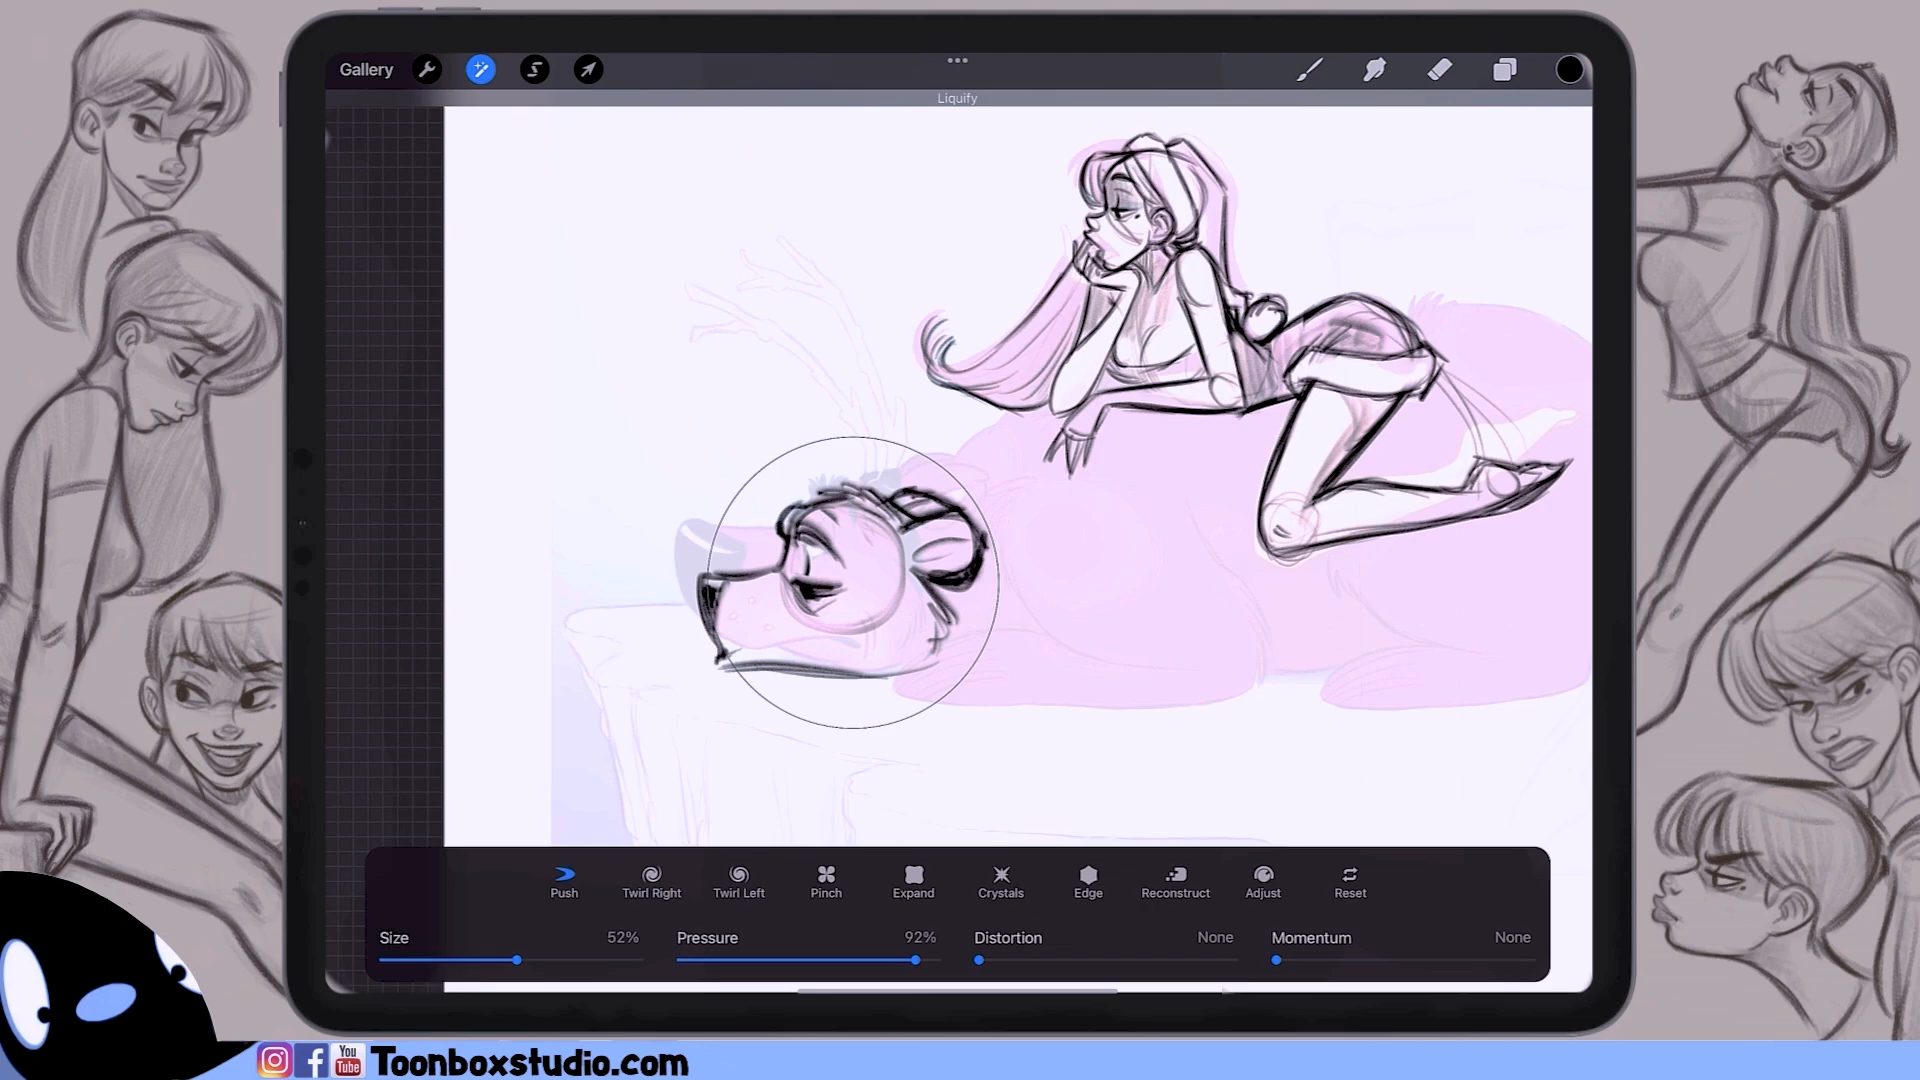 Gallery
Liquify
Push Twirl Right Twirl Left Pinch Expand Crystals Edge Reconstruct Adjust Reset
Size 52% Pressure 92% Distortion None Momentum None
You
Tube
Toonboxstudio.com